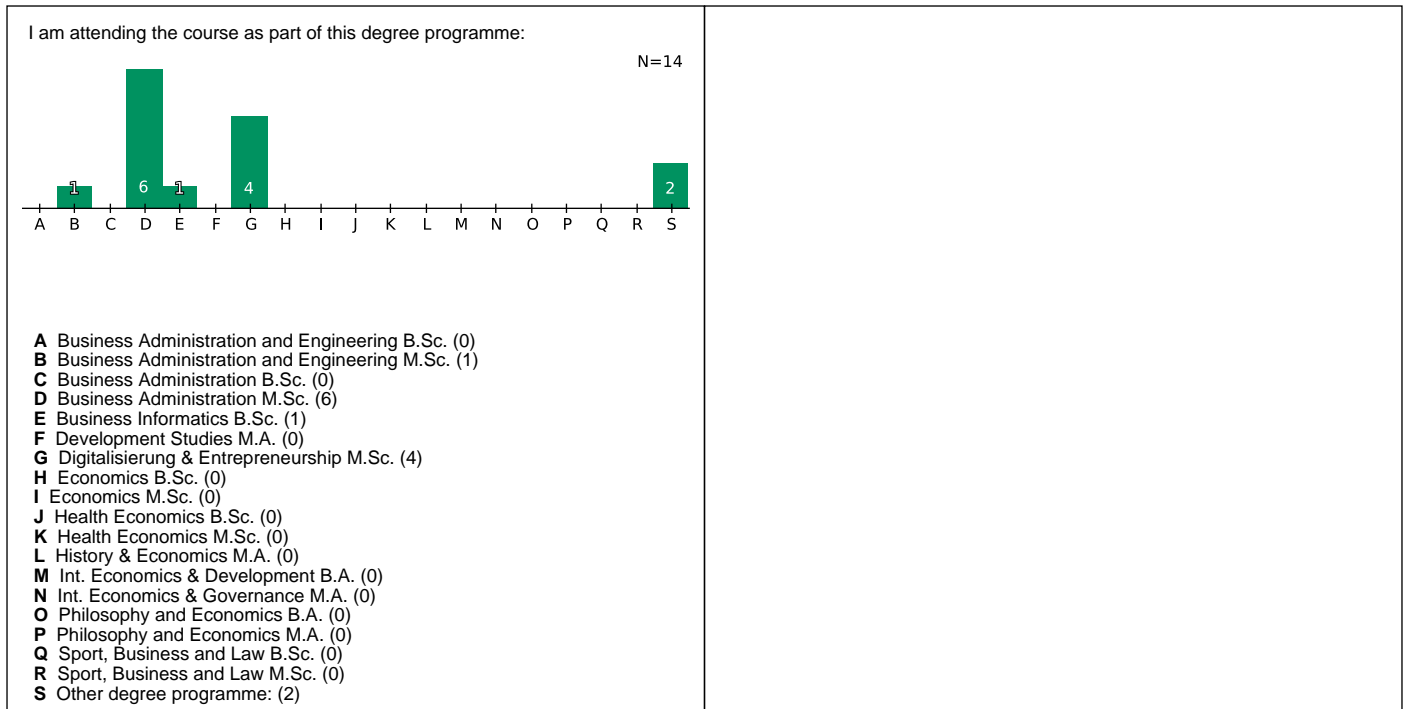 I am attending the course as part of this degree programme:
N=14
1 6 1 4 2
A B C D E F G H I J K L M N O P Q R S
A Business Administration and Engineering B.Sc. (0)
B Business Administration and Engineering M.Sc. (1)
C Business Administration B.Sc. (0)
D Business Administration M.Sc. (6)
E Business Informatics B.Sc. (1)
F Development Studies M.A. (0)
G Digitalisierung & Entrepreneurship M.Sc. (4)
H Economics B.Sc. (0)
I Economics M.Sc. (0)
J Health Economics B.Sc. (0)
K Health Economics M.Sc. (0)
L History & Economics M.A. (0)
M Int. Economics & Development B.A. (0)
N Int. Economics & Governance M.A. (0)
O Philosophy and Economics B.A. (0)
P Philosophy and Economics M.A. (0)
Q Sport, Business and Law B.Sc. (0)
R Sport, Business and Law M.Sc. (0)
S Other degree programme: (2)